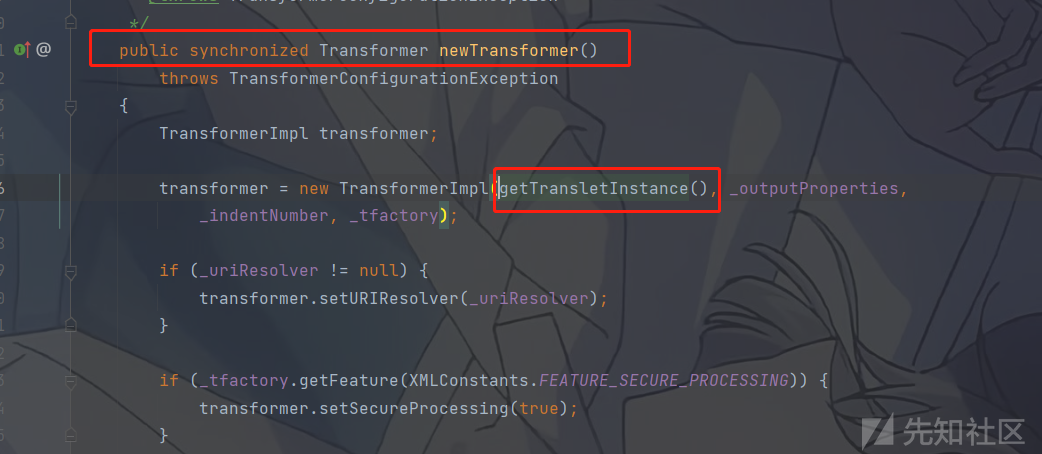 */
@
public synchronized Transformer newTransformer()
throws TransformerConfigurationException
{
TransformerImpl transformer;
transformer = new TransformerImpl(getTransletInstance(), _outputProperties,
_indentNumber, _tfactory);
if (_uriResolver != null) {
transformer.setURIResolver(_uriResolver);
}
if (_tfactory.getFeature(XMLConstants.FEATURE_SECURE_PROCESSING)) {
transformer.setSecureProcessing(true);
}
先知社区